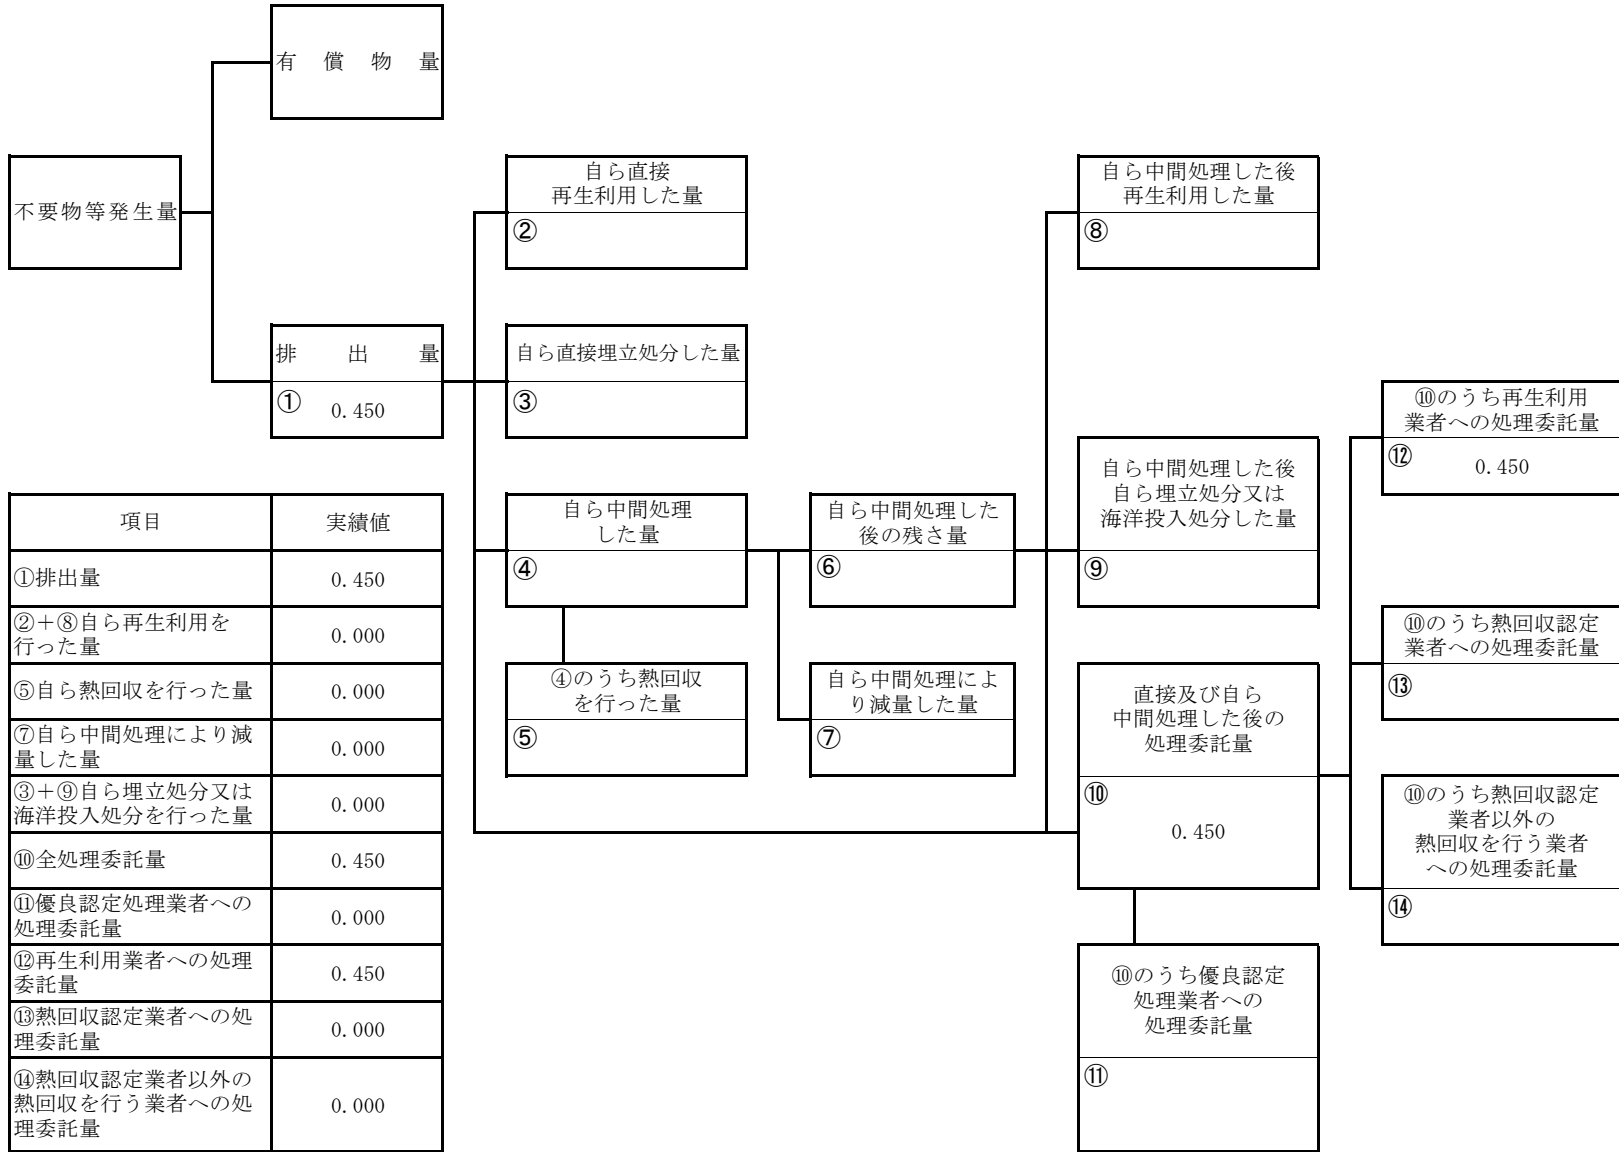 有償物量
不要物等発生量
自ら直接
再生利用した量
②
自ら中間処理した後
再生利用した量
⑧
排出量
① 0.450
自ら直接埋立処分した量
③
⑩のうち再生利用
業者への処理委託量
⑫ 0.450
自ら中間処理
した量
④
自ら中間処理した
後の残さ量
⑥
自ら中間処理した後
自ら埋立処分又は
海洋投入処分した量
⑨
⑩のうち熱回収認定
業者への処理委託量
⑬
④のうち熱回収
を行った量
⑤
自ら中間処理によ
り減量した量
⑦
直接及び自ら
中間処理した後の
処理委託量
⑩
0.450
⑩のうち熱回収認定
業者以外の
熱回収を行う業者
への処理委託量
⑭
⑩のうち優良認定
処理業者への
処理委託量
⑪
項目 実績値
①排出量 0.450
②+⑧自ら再生利用を
行った量 0.000
⑤自ら熱回収を行った量 0.000
⑦自ら中間処理により減
量した量 0.000
③+⑨自ら埋立処分又は
海洋投入処分を行った量 0.000
⑩全処理委託量 0.450
⑪優良認定処理業者への
処理委託量 0.000
⑫再生利用業者への処理
委託量 0.450
⑬熱回収認定業者への処
理委託量 0.000
⑭熱回収認定業者以外の
熱回収を行う業者への処
理委託量 0.000